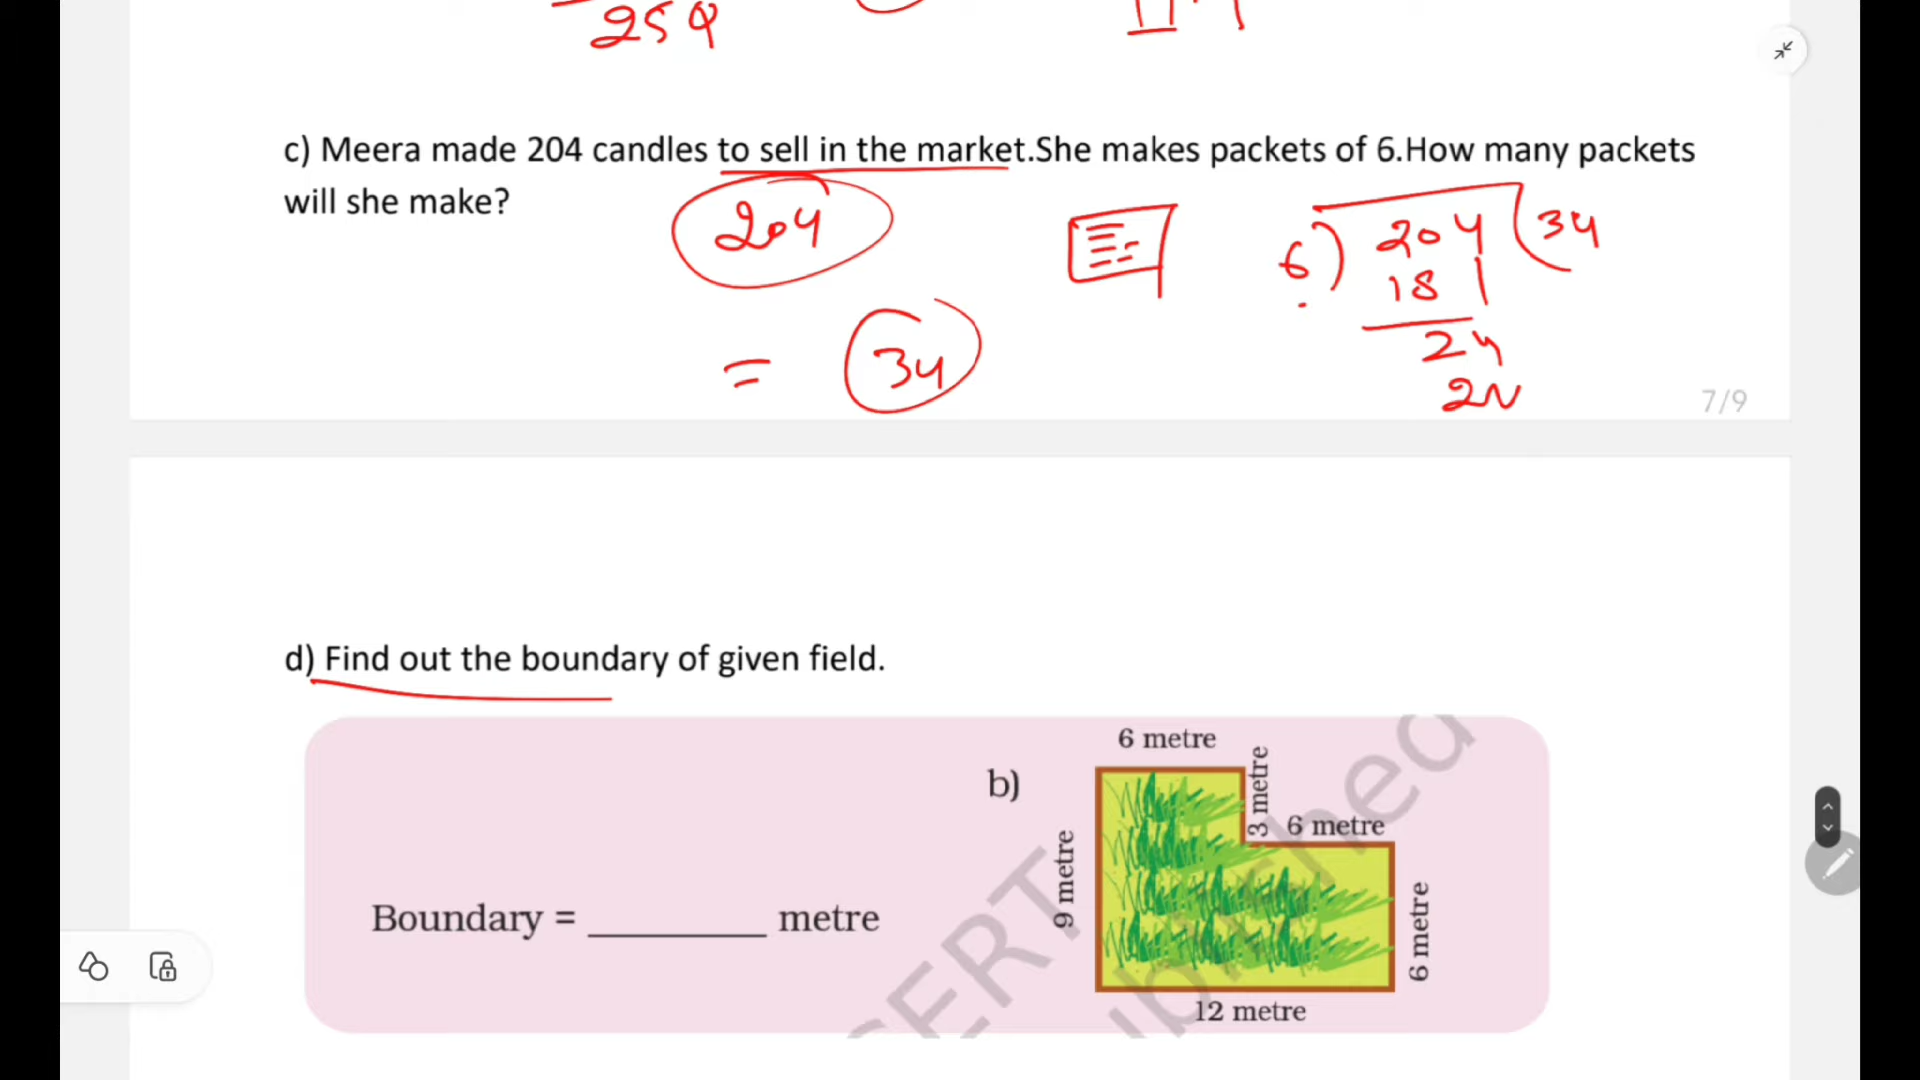 259
c) Meera made 204 candles to sell in the market.She makes packets of 6.How many packets
will she make?
204
6) 204 (34
18
24
24
= 34
7/9
d) Find out the boundary of given field.
b)
6 metre
3 metre
6 metre
9 metre
6 metre
12 metre
Boundary = ________ metre